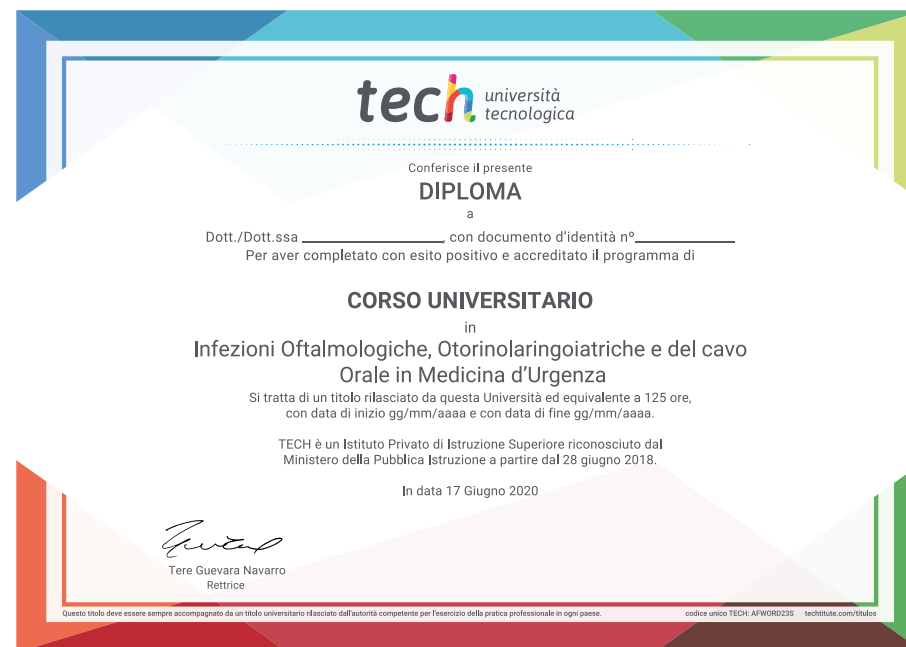 tech università
tecnologica
Conferisce il presente
DIPLOMA
a
Dott./Dott.ssa ____________________, con documento d'identità nº______________
Per aver completato con esito positivo e accreditato il programma di
CORSO UNIVERSITARIO
in
Infezioni Oftalmologiche, Otorinolaringoiatriche e del cavo
Orale in Medicina d'Urgenza
Si tratta di un titolo rilasciato da questa Università ed equivalente a 125 ore,
con data di inizio gg/mm/aaaa e con data di fine gg/mm/aaaa.
TECH è un Istituto Privato di Istruzione Superiore riconosciuto dal
Ministero della Pubblica Istruzione a partire dal 28 giugno 2018.
In data 17 Giugno 2020
Tere Guevara Navarro
Rettrice
Questo titolo deve essere sempre accompagnato da un titolo universitario rilasciato dall'autorità competente per l'esercizio della pratica professionale in ogni paese. codice unico TECH: AFWORD23S techtitute.com/titulos